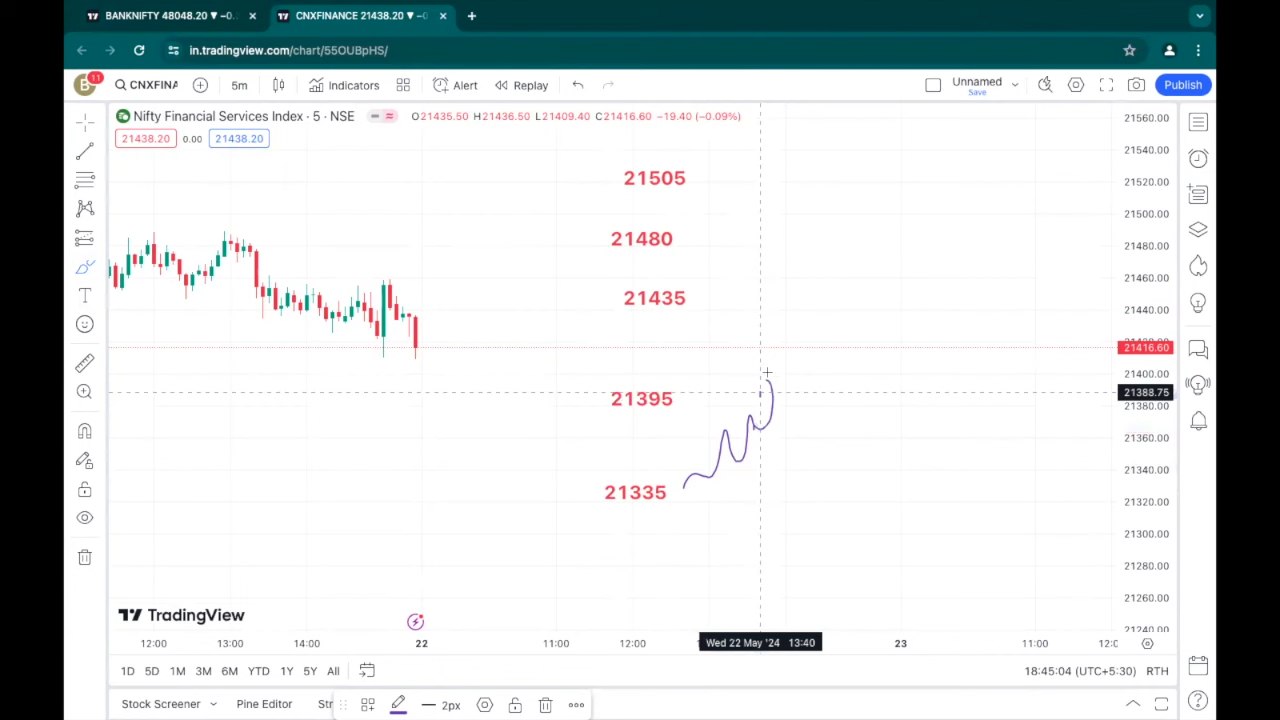 BANKNIFTY 48048.20 ▼ −0.
CNXFINANCE 21438.20 ▼ −0
in.tradingview.com/chart/55OUBpHS/
B 11 CNXFINA 5m Indicators Alert Replay Unnamed Save Publish
Nifty Financial Services Index · 5 · NSE O21435.50 H21436.50 L21409.40 C21416.60 −19.40 (−0.09%)
21438.20 0.00 21438.20
21560.00
21540.00
21505
21520.00
21500.00
21480
21480.00
21460.00
21435
21440.00
21416.60
21400.00
21395
21388.75
21380.00
21360.00
21340.00
21335
21320.00
21300.00
21280.00
21260.00
21240.00
TradingView
12:00 13:00 14:00 22 11:00 12:00 Wed 22 May '24 13:40 23 11:00 12:0
1D 5D 1M 3M 6M YTD 1Y 5Y All 18:45:04 (UTC+5:30) RTH
Stock Screener Pine Editor Str 2px